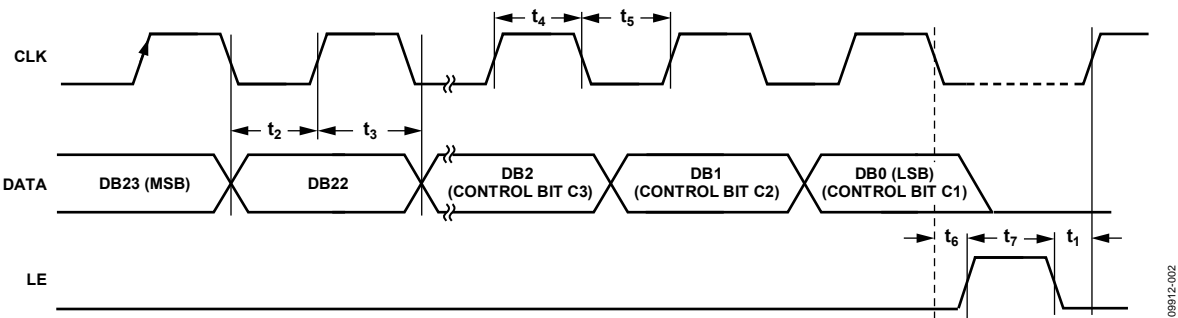 t4
t5
CLK
t2
t3
DATA
DB23 (MSB)
DB22
DB2
(CONTROL BIT C3)
DB1
(CONTROL BIT C2)
DB0 (LSB)
(CONTROL BIT C1)
t6
t7
t1
LE
09912-002